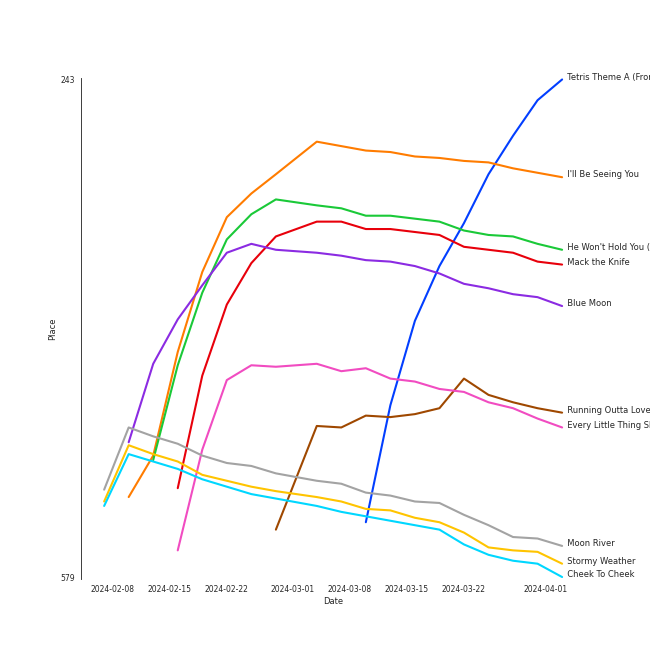 243
Tetris Theme A (From
I'll Be Seeing You
He Won't Hold You (
Mack the Knife
Blue Moon
Place
Running Outta Love
Every Little Thing S
Moon River
Stormy Weather
Cheek To Cheek
579
2024-02-08 2024-02-15 2024-02-22 2024-03-01 2024-03-08 2024-03-15 2024-03-22 2024-04-01
Date